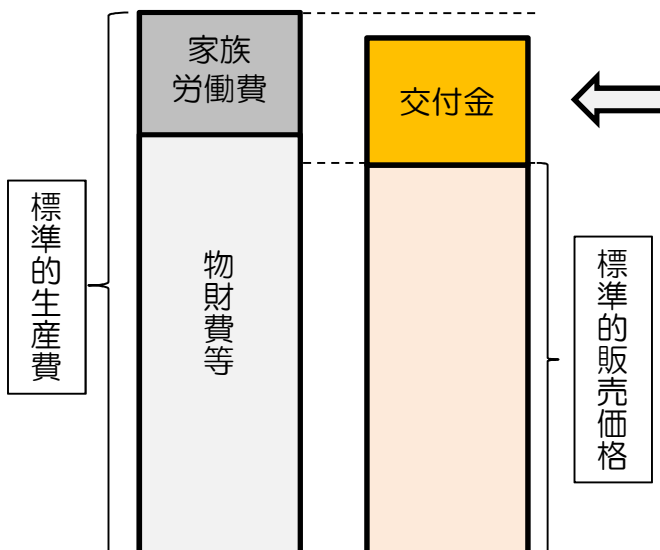 家族
労働費
交付金
標準的生産費
物財費等
標準的販売価格